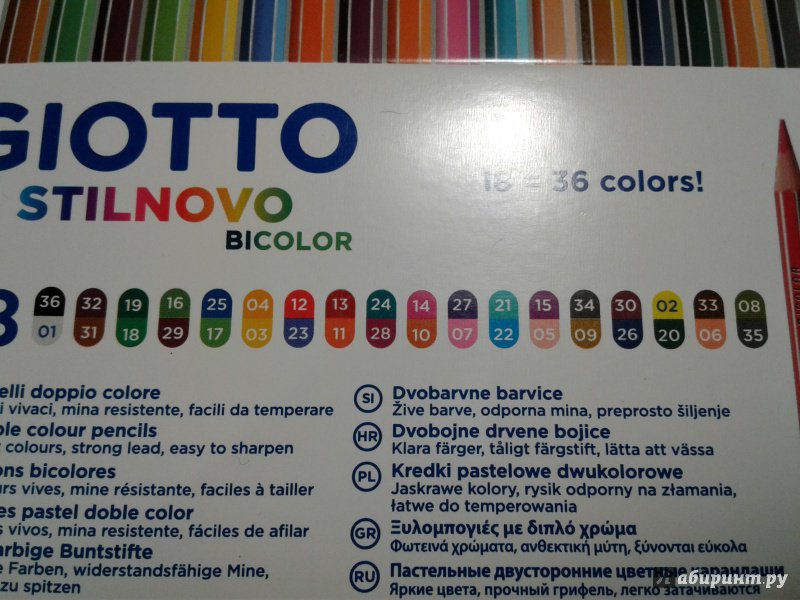 GIOTTO
STILNOVO
BICOLOR
18 = 36 colors!
36 32 19 16 25 04 12 13 24 14 27 21 15 34 30 02 33 08
01 31 18 29 17 03 23 11 28 10 07 22 05 09 26 20 06 35
elli doppio colore
i vivaci, mina resistente, facili da temperare
ble colour pencils
colours, strong lead, easy to sharpen
ons bicolores
urs vives, mine résistante, faciles à tailler
es pastel doble color
s vivos, mina resistente, fáciles de afilar
arbige Buntstifte
e Farben, widerstandsfähige Mine,
zu spitzen
SI Dvobarvne barvice
Žive barve, odporna mina, preprosto šiljenje
HR Dvobojne drvene bojice
Klara färger, tåligt färgstift, lätta att vässa
PL Kredki pastelowe dwukolorowe
Jaskrawe kolory, rysik odporny na złamania,
łatwe do temperowania
GR Ξυλομπογιές με διπλό χρώμα
Φωτεινά χρώματα, ανθεκτική μύτη, ξύνονται εύκολα
RU Пастельные двусторонние цветные карандаши
Яркие цвета, прочный грифель, легко затачиваются
абиринт.ру